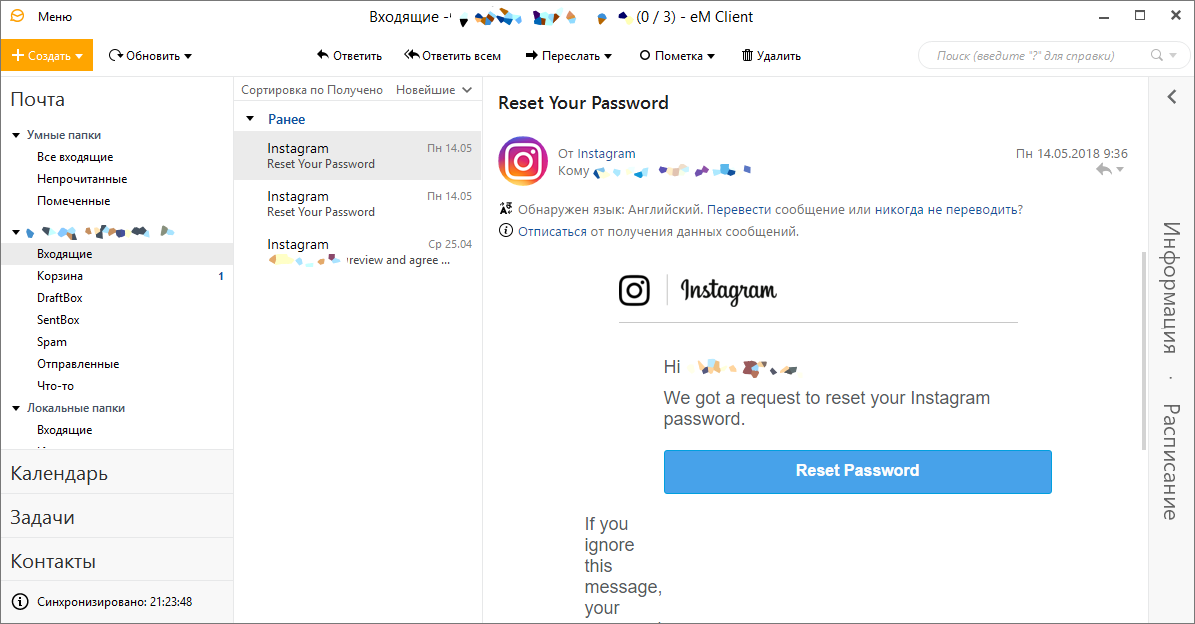 Меню
Входящие -
(0 / 3) - eM Client
Создать
Обновить
Ответить
Ответить всем
Переслать
Пометка
Удалить
Поиск (введите "?" для справки)
Почта
Умные папки
Все входящие
Непрочитанные
Помеченные
Входящие
Корзина 1
DraftBox
SentBox
Spam
Отправленные
Что-то
Локальные папки
Входящие
Календарь
Задачи
Контакты
Синхронизировано: 21:23:48
Сортировка по Получено Новейшие
Ранее
Instagram Пн 14.05
Reset Your Password
Instagram Пн 14.05
Reset Your Password
Instagram Ср 25.04
and agree ...
Reset Your Password
От Instagram
Пн 14.05.2018 9:36
Кому
Обнаружен язык: Английский. Перевести сообщение или никогда не переводить?
Отписаться от получения данных сообщений.
Instagram
Hi
We got a request to reset your Instagram
password.
Reset Password
If you
ignore
this
message,
your
Информация
·
Расписание